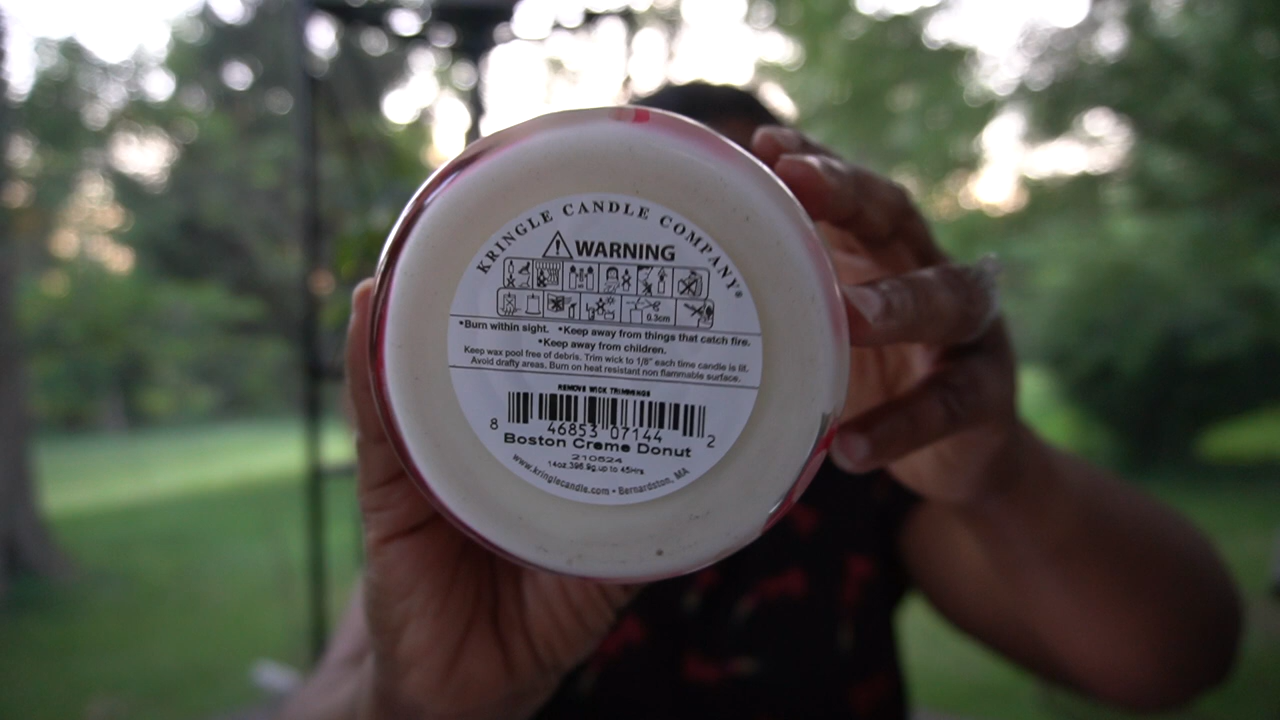 KRINGLE CANDLE COMPANY®
WARNING
0.3cm
•Burn within sight. •Keep away from things that catch fire.
•Keep away from children.
Keep wax pool free of debris. Trim wick to 1/8" each time candle is lit.
Avoid drafty areas. Burn on heat resistant non flammable surface.
REMOVE WICK TRIMMINGS
8 46853 07144 2
Boston Creme Donut
210524
14oz.396.9g.up to 45Hrs
www.kringlecandle.com • Bernardston, MA